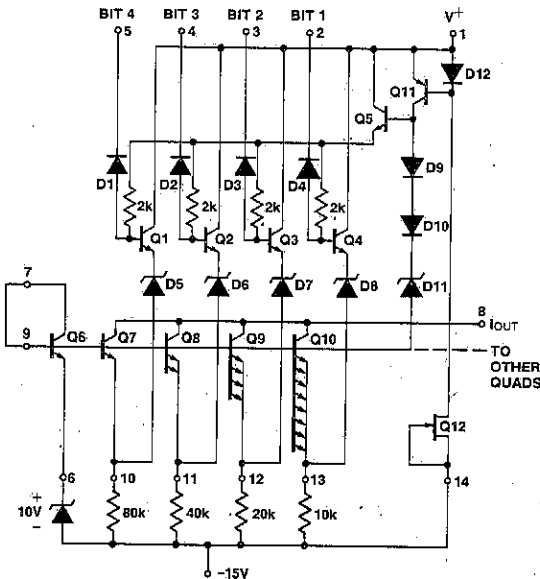 BIT 4 BIT 3 BIT 2 BIT 1 V+
5 4 3 2 1
D12
Q11
Q5
D9
D1 D2 D3 D4
2k 2k 2k 2k
D10
Q1 Q2 Q3 Q4
D5 D6 D7 D8 D11
7
8
IOUT
9 Q6 Q7 Q8 Q9 Q10
TO
OTHER
QUADS
Q12
6 10 11 12 13 14
+
10V
−
80k 40k 20k 10k
−15V